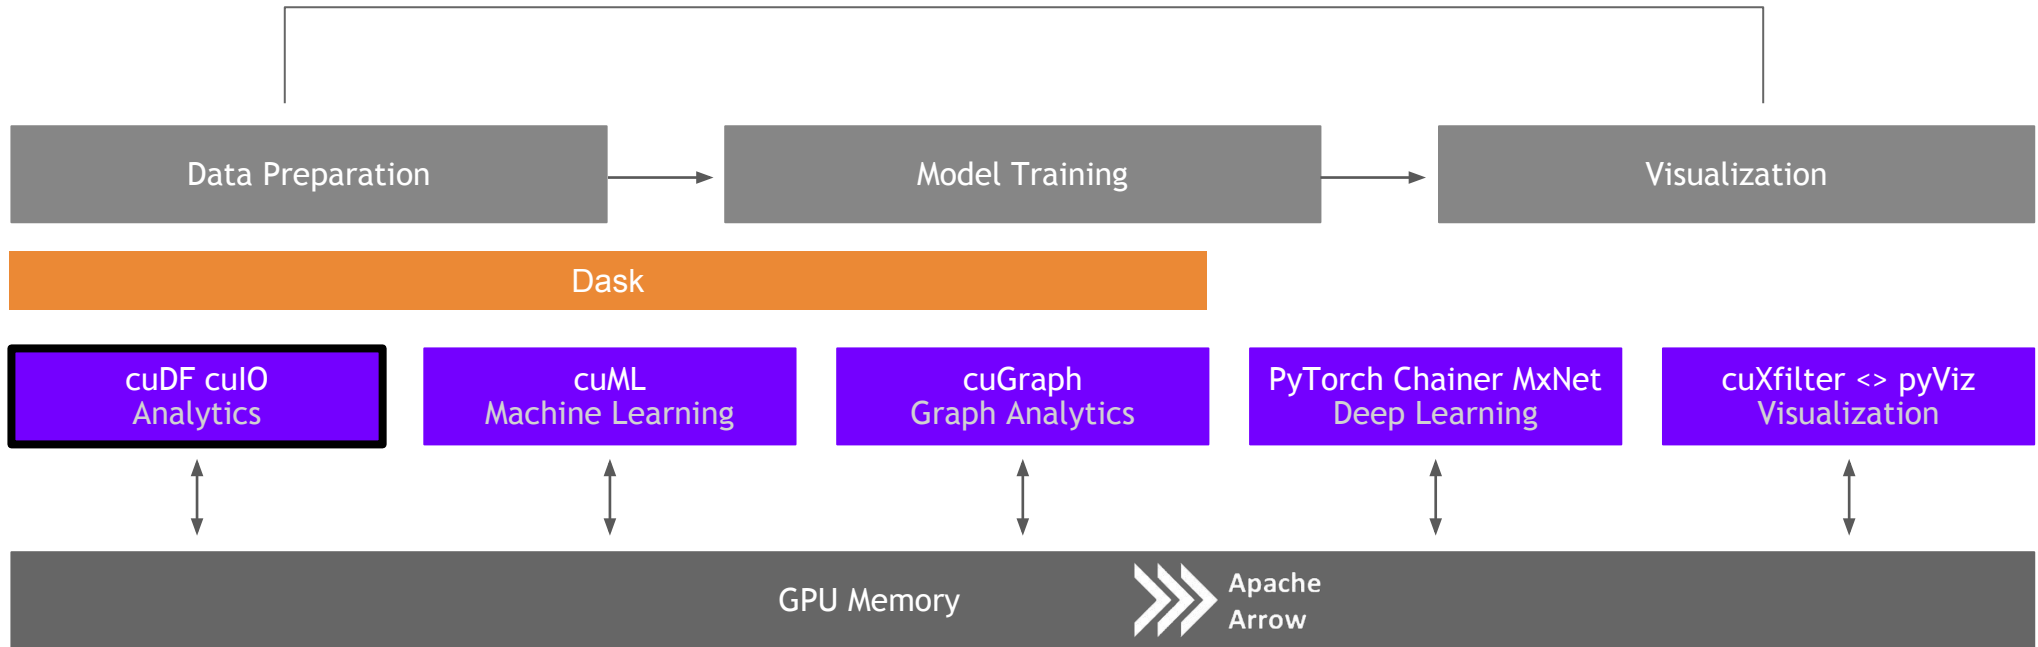 Data Preparation
Model Training
Visualization
Dask
cuDF cuIO
Analytics
cuML
Machine Learning
cuGraph
Graph Analytics
PyTorch Chainer MxNet
Deep Learning
cuXfilter <> pyViz
Visualization
GPU Memory
Apache
Arrow